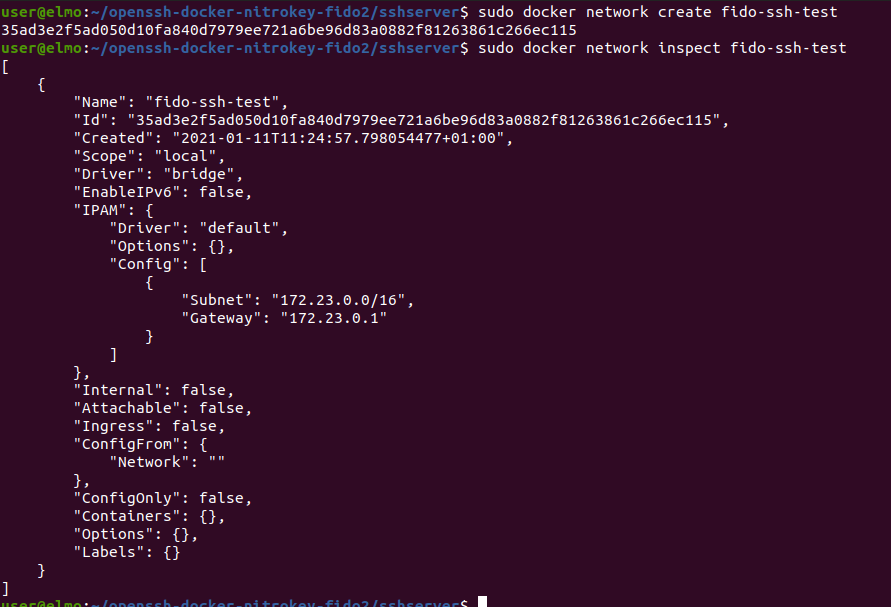 user@elmo:~/openssh-docker-nitrokey-fido2/sshserver$ sudo docker network create fido-ssh-test
35ad3e2f5ad050d10fa840d7979ee721a6be96d83a0882f81263861c266ec115
user@elmo:~/openssh-docker-nitrokey-fido2/sshserver$ sudo docker network inspect fido-ssh-test
[
    {
        "Name": "fido-ssh-test",
        "Id": "35ad3e2f5ad050d10fa840d7979ee721a6be96d83a0882f81263861c266ec115",
        "Created": "2021-01-11T11:24:57.798054477+01:00",
        "Scope": "local",
        "Driver": "bridge",
        "EnableIPv6": false,
        "IPAM": {
            "Driver": "default",
            "Options": {},
            "Config": [
                {
                    "Subnet": "172.23.0.0/16",
                    "Gateway": "172.23.0.1"
                }
            ]
        },
        "Internal": false,
        "Attachable": false,
        "Ingress": false,
        "ConfigFrom": {
            "Network": ""
        },
        "ConfigOnly": false,
        "Containers": {},
        "Options": {},
        "Labels": {}
    }
]
user@elmo:~/openssh-docker-nitrokey-fido2/sshserver$